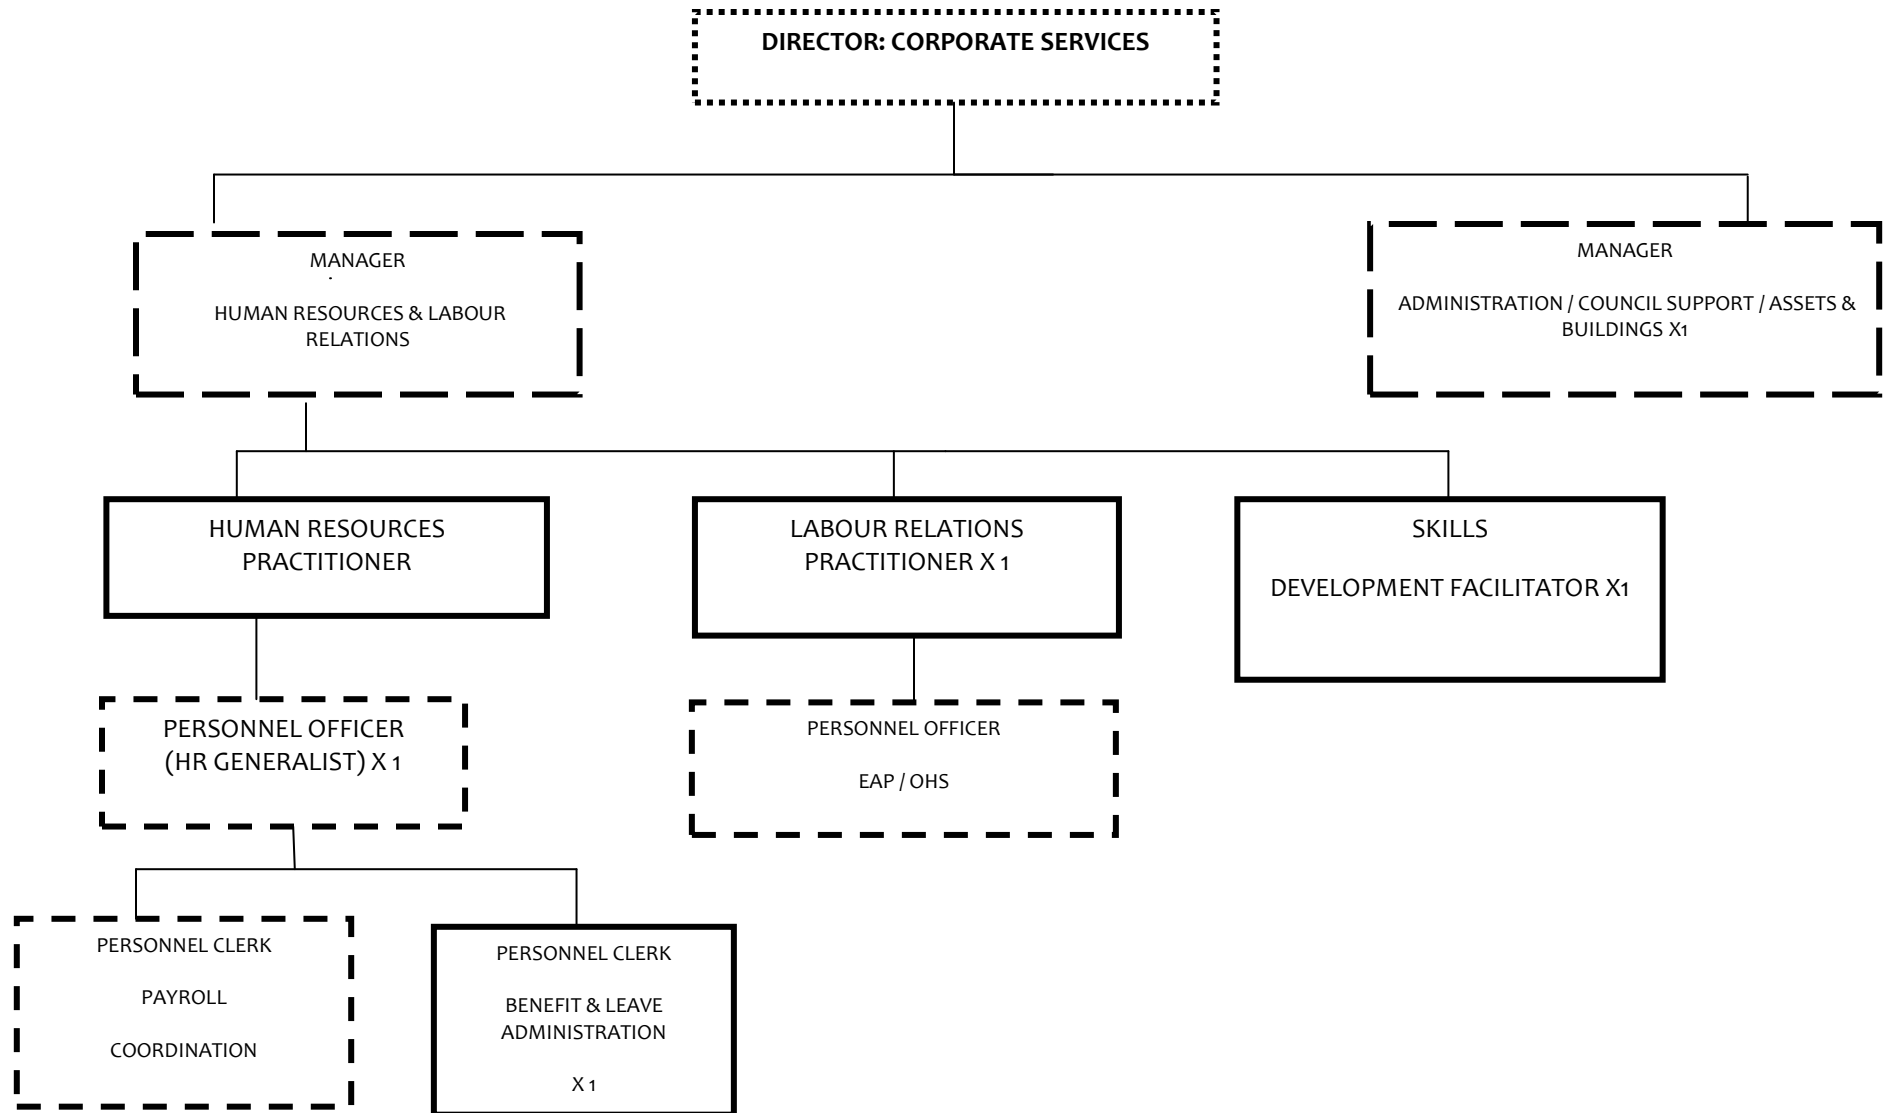 DIRECTOR: CORPORATE SERVICES
MANAGER
HUMAN RESOURCES & LABOUR
RELATIONS
MANAGER
ADMINISTRATION / COUNCIL SUPPORT / ASSETS &
BUILDINGS X1
HUMAN RESOURCES
PRACTITIONER
LABOUR RELATIONS
PRACTITIONER X 1
SKILLS
DEVELOPMENT FACILITATOR X1
PERSONNEL OFFICER
(HR GENERALIST) X 1
PERSONNEL OFFICER
EAP / OHS
PERSONNEL CLERK
PAYROLL
COORDINATION
PERSONNEL CLERK
BENEFIT & LEAVE
ADMINISTRATION
X 1